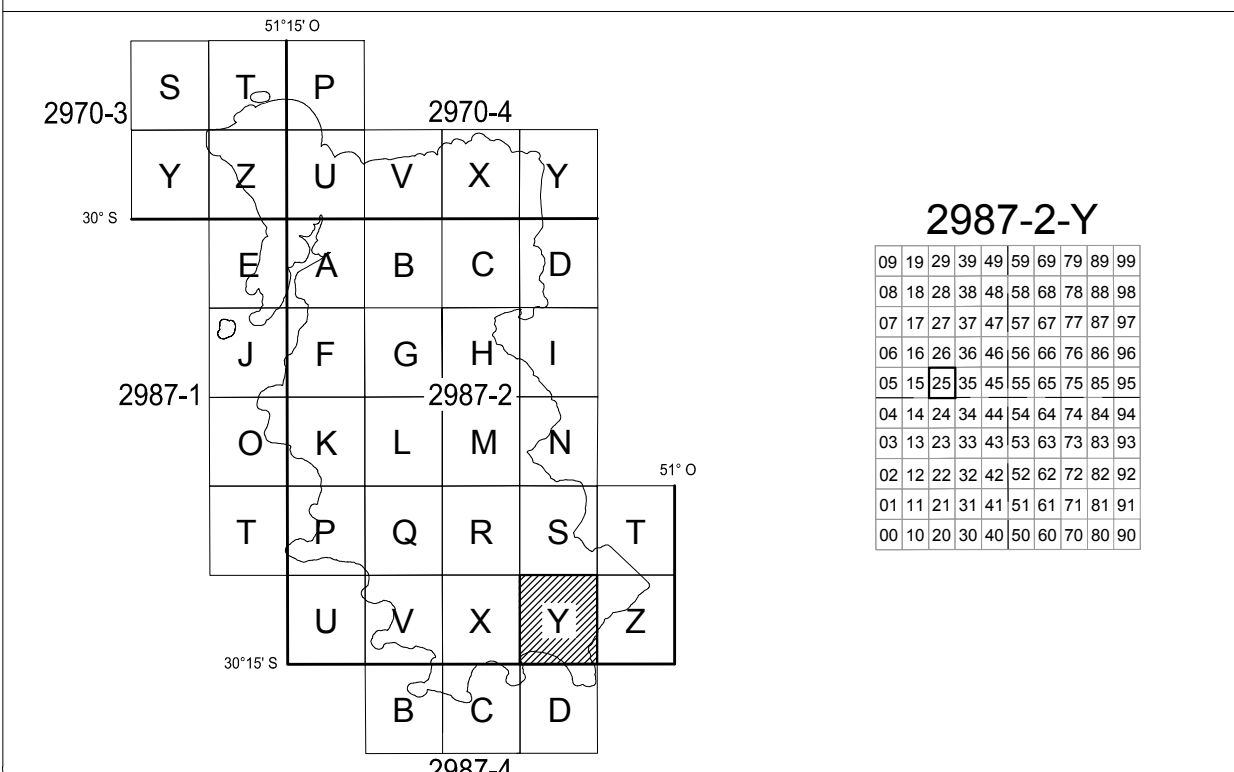 51°15' O
S T P
2970-3
2970-4
Y Z U V X Y
30° S
E A B C D
J F G H I
2987-1
2987-2
O K L M N
51° O
T P Q R S T
U V X Y Z
30°15' S
B C D
2987-4
2987-2-Y
09 19 29 39 49 59 69 79 89 99
08 18 28 38 48 58 68 78 88 98
07 17 27 37 47 57 67 77 87 97
06 16 26 36 46 56 66 76 86 96
05 15 25 35 45 55 65 75 85 95
04 14 24 34 44 54 64 74 84 94
03 13 23 33 43 53 63 73 83 93
02 12 22 32 42 52 62 72 82 92
01 11 21 31 41 51 61 71 81 91
00 10 20 30 40 50 60 70 80 90